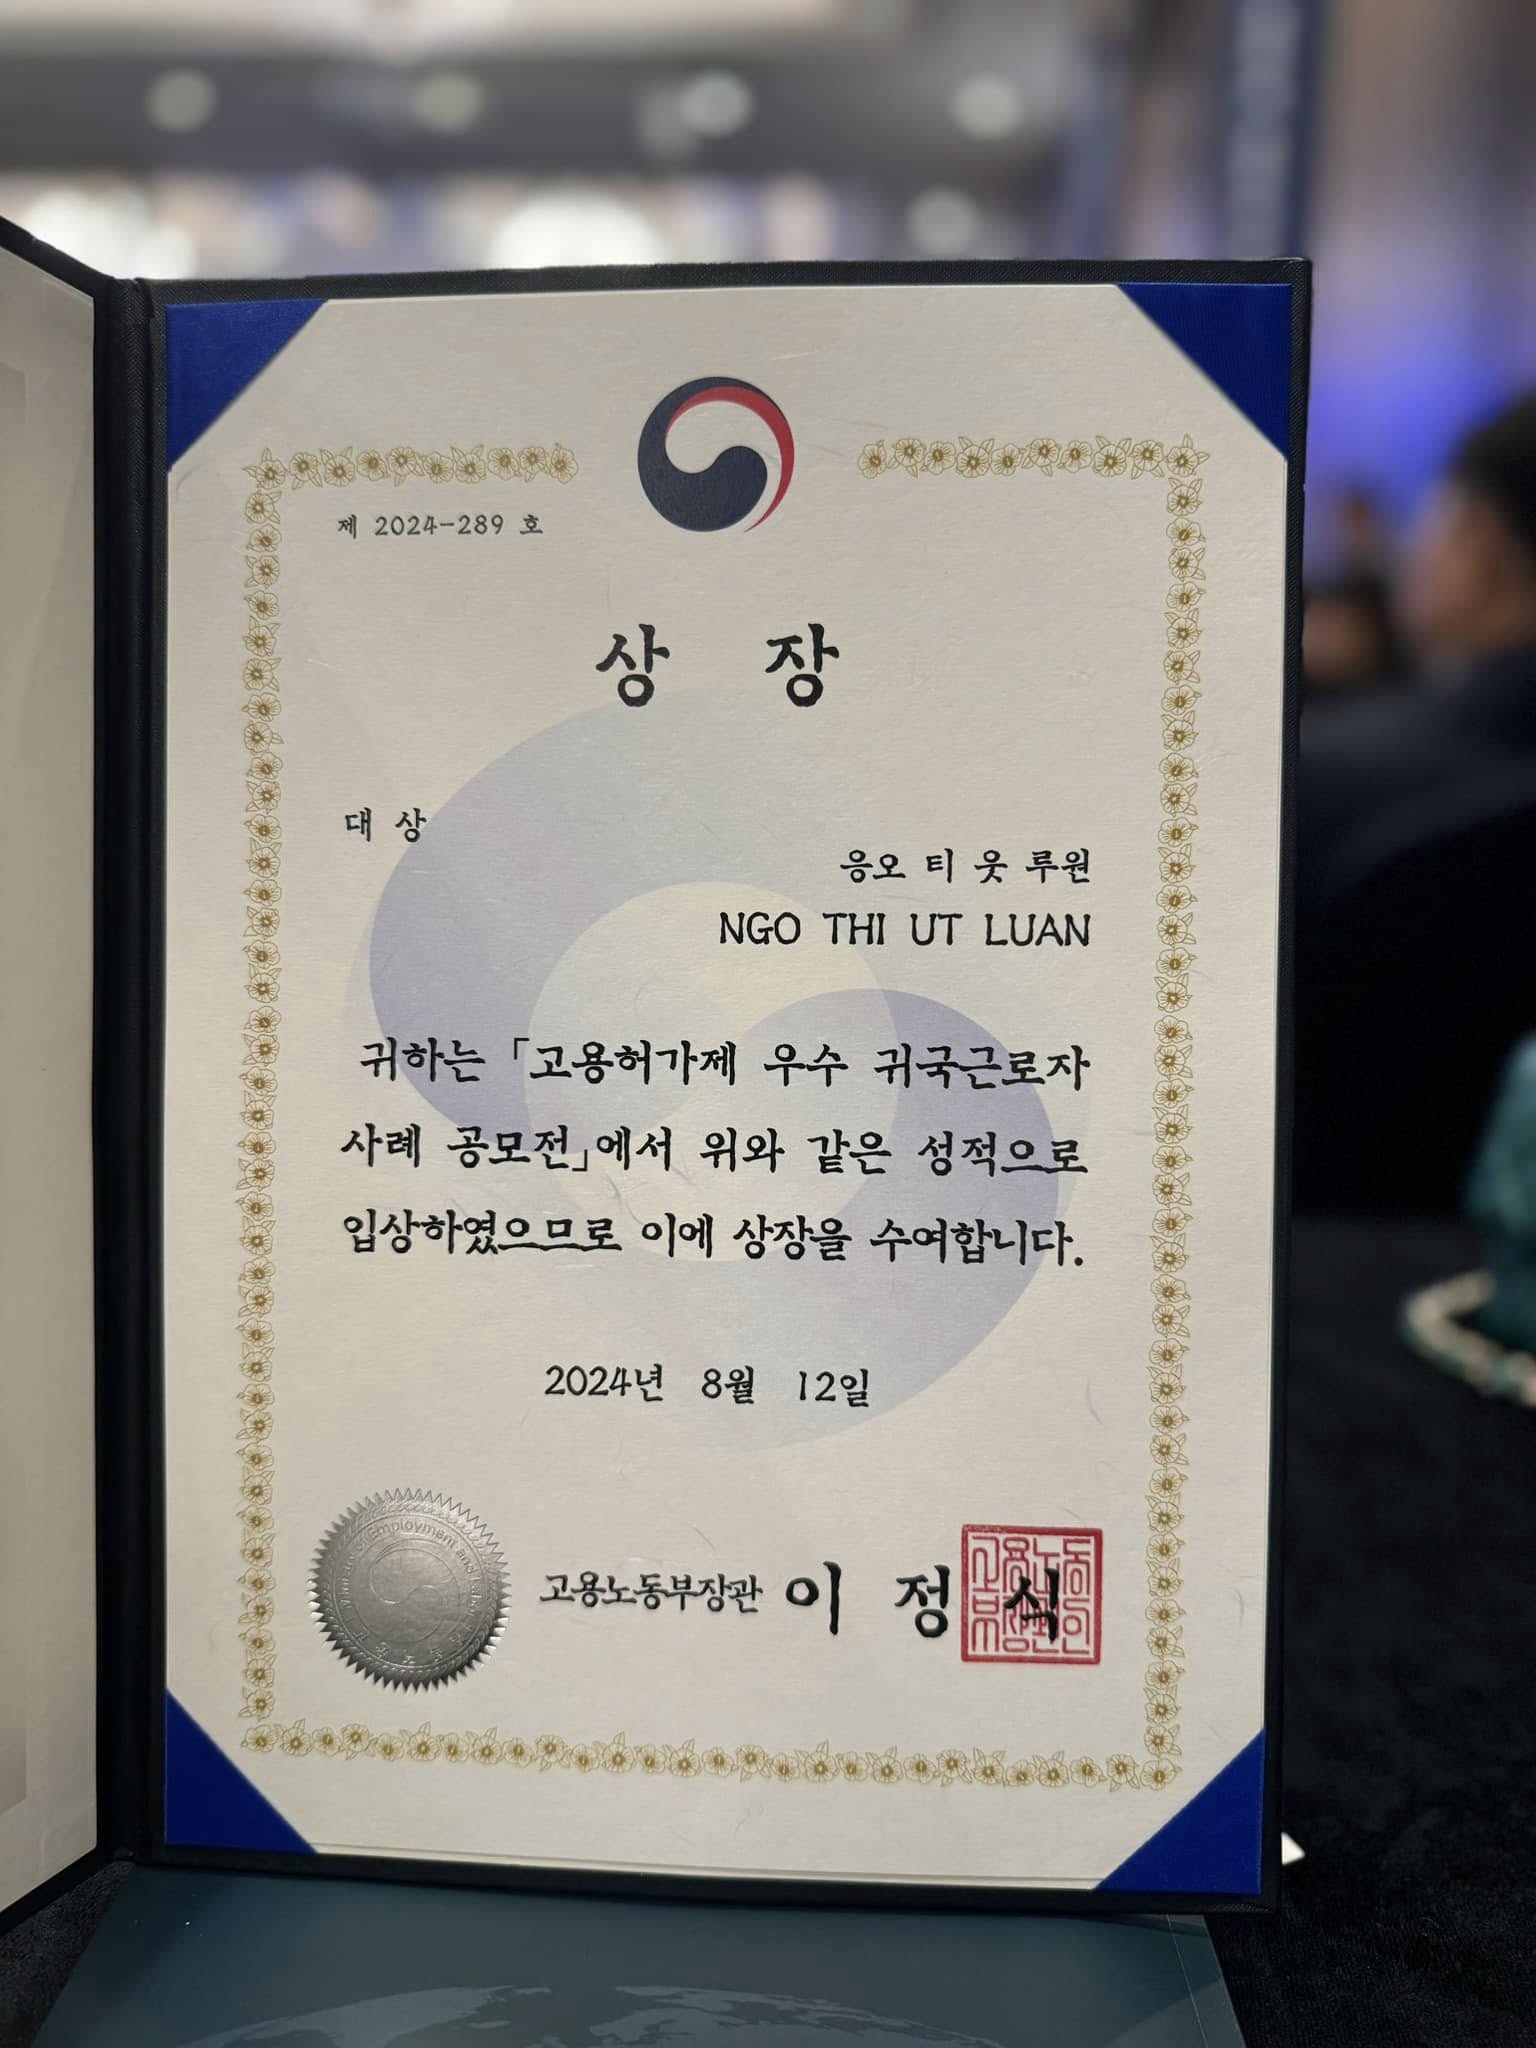 제 2024-289 호
상 장
대 상
응오 티 웃 루원
NGO THI UT LUAN
귀하는 「고용허가제 우수 귀국근로자
사례 공모전」에서 위와 같은 성적으로
입상하였으므로 이에 상장을 수여합니다.
2024년 8월 12일
Employment and
고용노동부장관 이 정 식